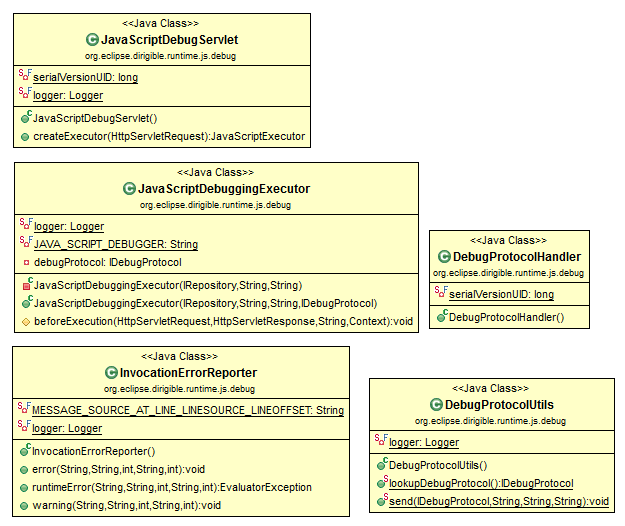 <<Java Class>>
JavaScriptDebugServlet
org.eclipse.dirigible.runtime.js.debug
serialVersionUID: long
logger: Logger
JavaScriptDebugServlet()
createExecutor(HttpServletRequest):JavaScriptExecutor
<<Java Class>>
JavaScriptDebuggingExecutor
org.eclipse.dirigible.runtime.js.debug
logger: Logger
JAVA_SCRIPT_DEBUGGER: String
debugProtocol: IDebugProtocol
JavaScriptDebuggingExecutor(IRepository,String,String)
JavaScriptDebuggingExecutor(IRepository,String,String,IDebugProtocol)
beforeExecution(HttpServletRequest,HttpServletResponse,String,Context):void
<<Java Class>>
DebugProtocolHandler
org.eclipse.dirigible.runtime.js.debug
serialVersionUID: long
DebugProtocolHandler()
<<Java Class>>
InvocationErrorReporter
org.eclipse.dirigible.runtime.js.debug
MESSAGE_SOURCE_AT_LINE_LINESOURCE_LINEOFFSET: String
logger: Logger
InvocationErrorReporter()
error(String,String,int,String,int):void
runtimeError(String,String,int,String,int):EvaluatorException
warning(String,String,int,String,int):void
<<Java Class>>
DebugProtocolUtils
org.eclipse.dirigible.runtime.js.debug
logger: Logger
DebugProtocolUtils()
lookupDebugProtocol():IDebugProtocol
send(IDebugProtocol,String,String,String):void